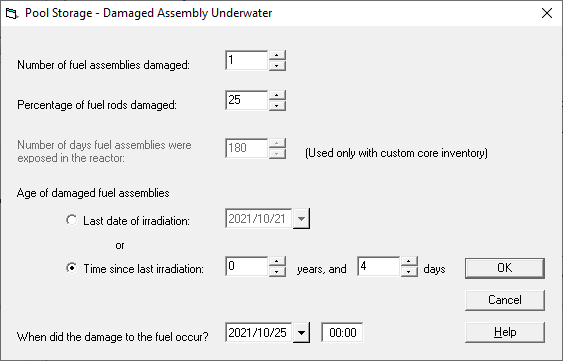 Pool Storage - Damaged Assembly Underwater
Number of fuel assemblies damaged: 1
Percentage of fuel rods damaged: 25
Number of days fuel assemblies were
exposed in the reactor: 180 (Used only with custom core inventory)
Age of damaged fuel assemblies
Last date of irradiation: 2021/10/21
or
Time since last irradiation: 0 years, and 4 days
OK
Cancel
Help
When did the damage to the fuel occur? 2021/10/25 00:00